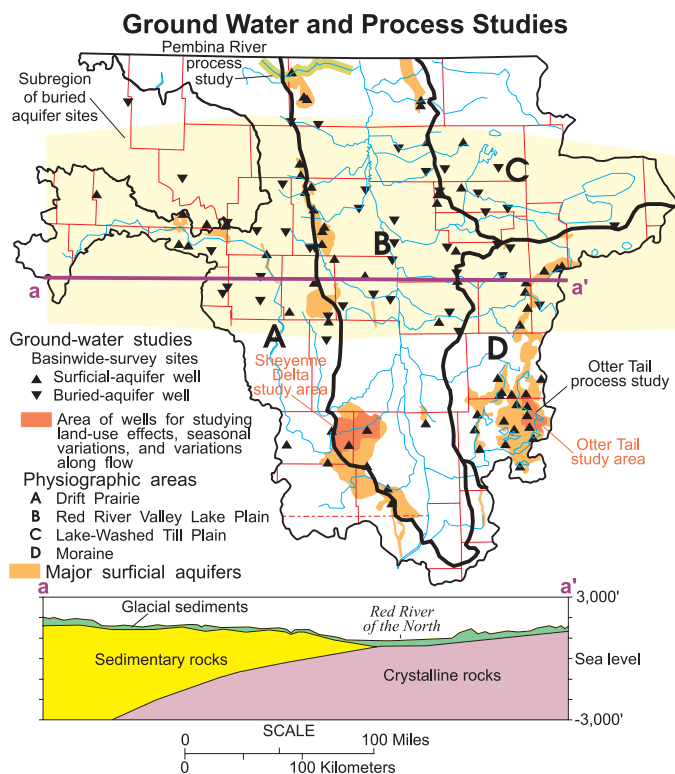 Ground Water and Process Studies
Pembina River
process
study
Subregion
of buried
aquifer sites
C
B
a
a'
A
D
Ground-water studies
Basinwide-survey sites
Surficial-aquifer well
Buried-aquifer well
Area of wells for studying
land-use effects, seasonal
variations, and variations
along flow
Physiographic areas
A Drift Prairie
B Red River Valley Lake Plain
C Lake-Washed Till Plain
D Moraine
Major surficial aquifers
Sheyenne
Delta
study area
Otter Tail
process study
Otter Tail
study area
a
a'
3,000'
Glacial sediments
Red River
of the North
Sedimentary rocks
Sea level
Crystalline rocks
-3,000'
SCALE
0
100 Miles
0
100 Kilometers